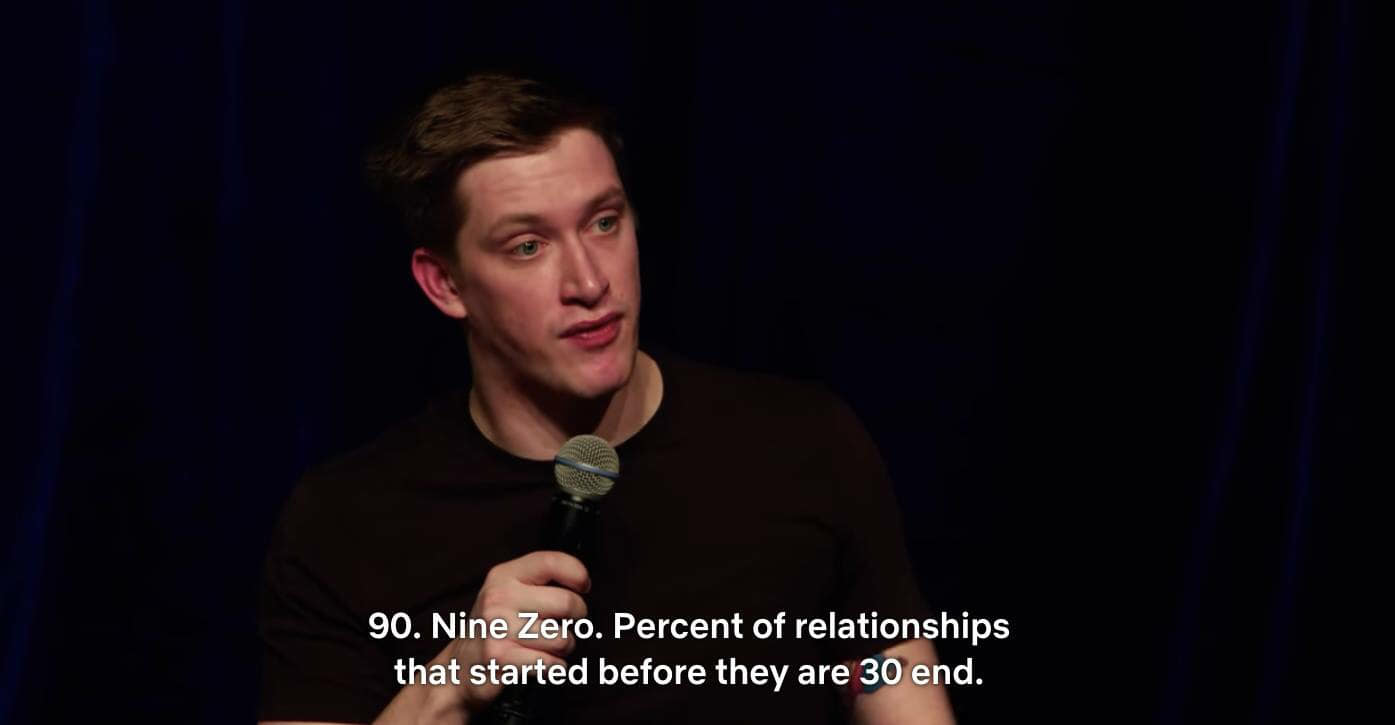 90. Nine Zero. Percent of relationships
that started before they are 30 end.